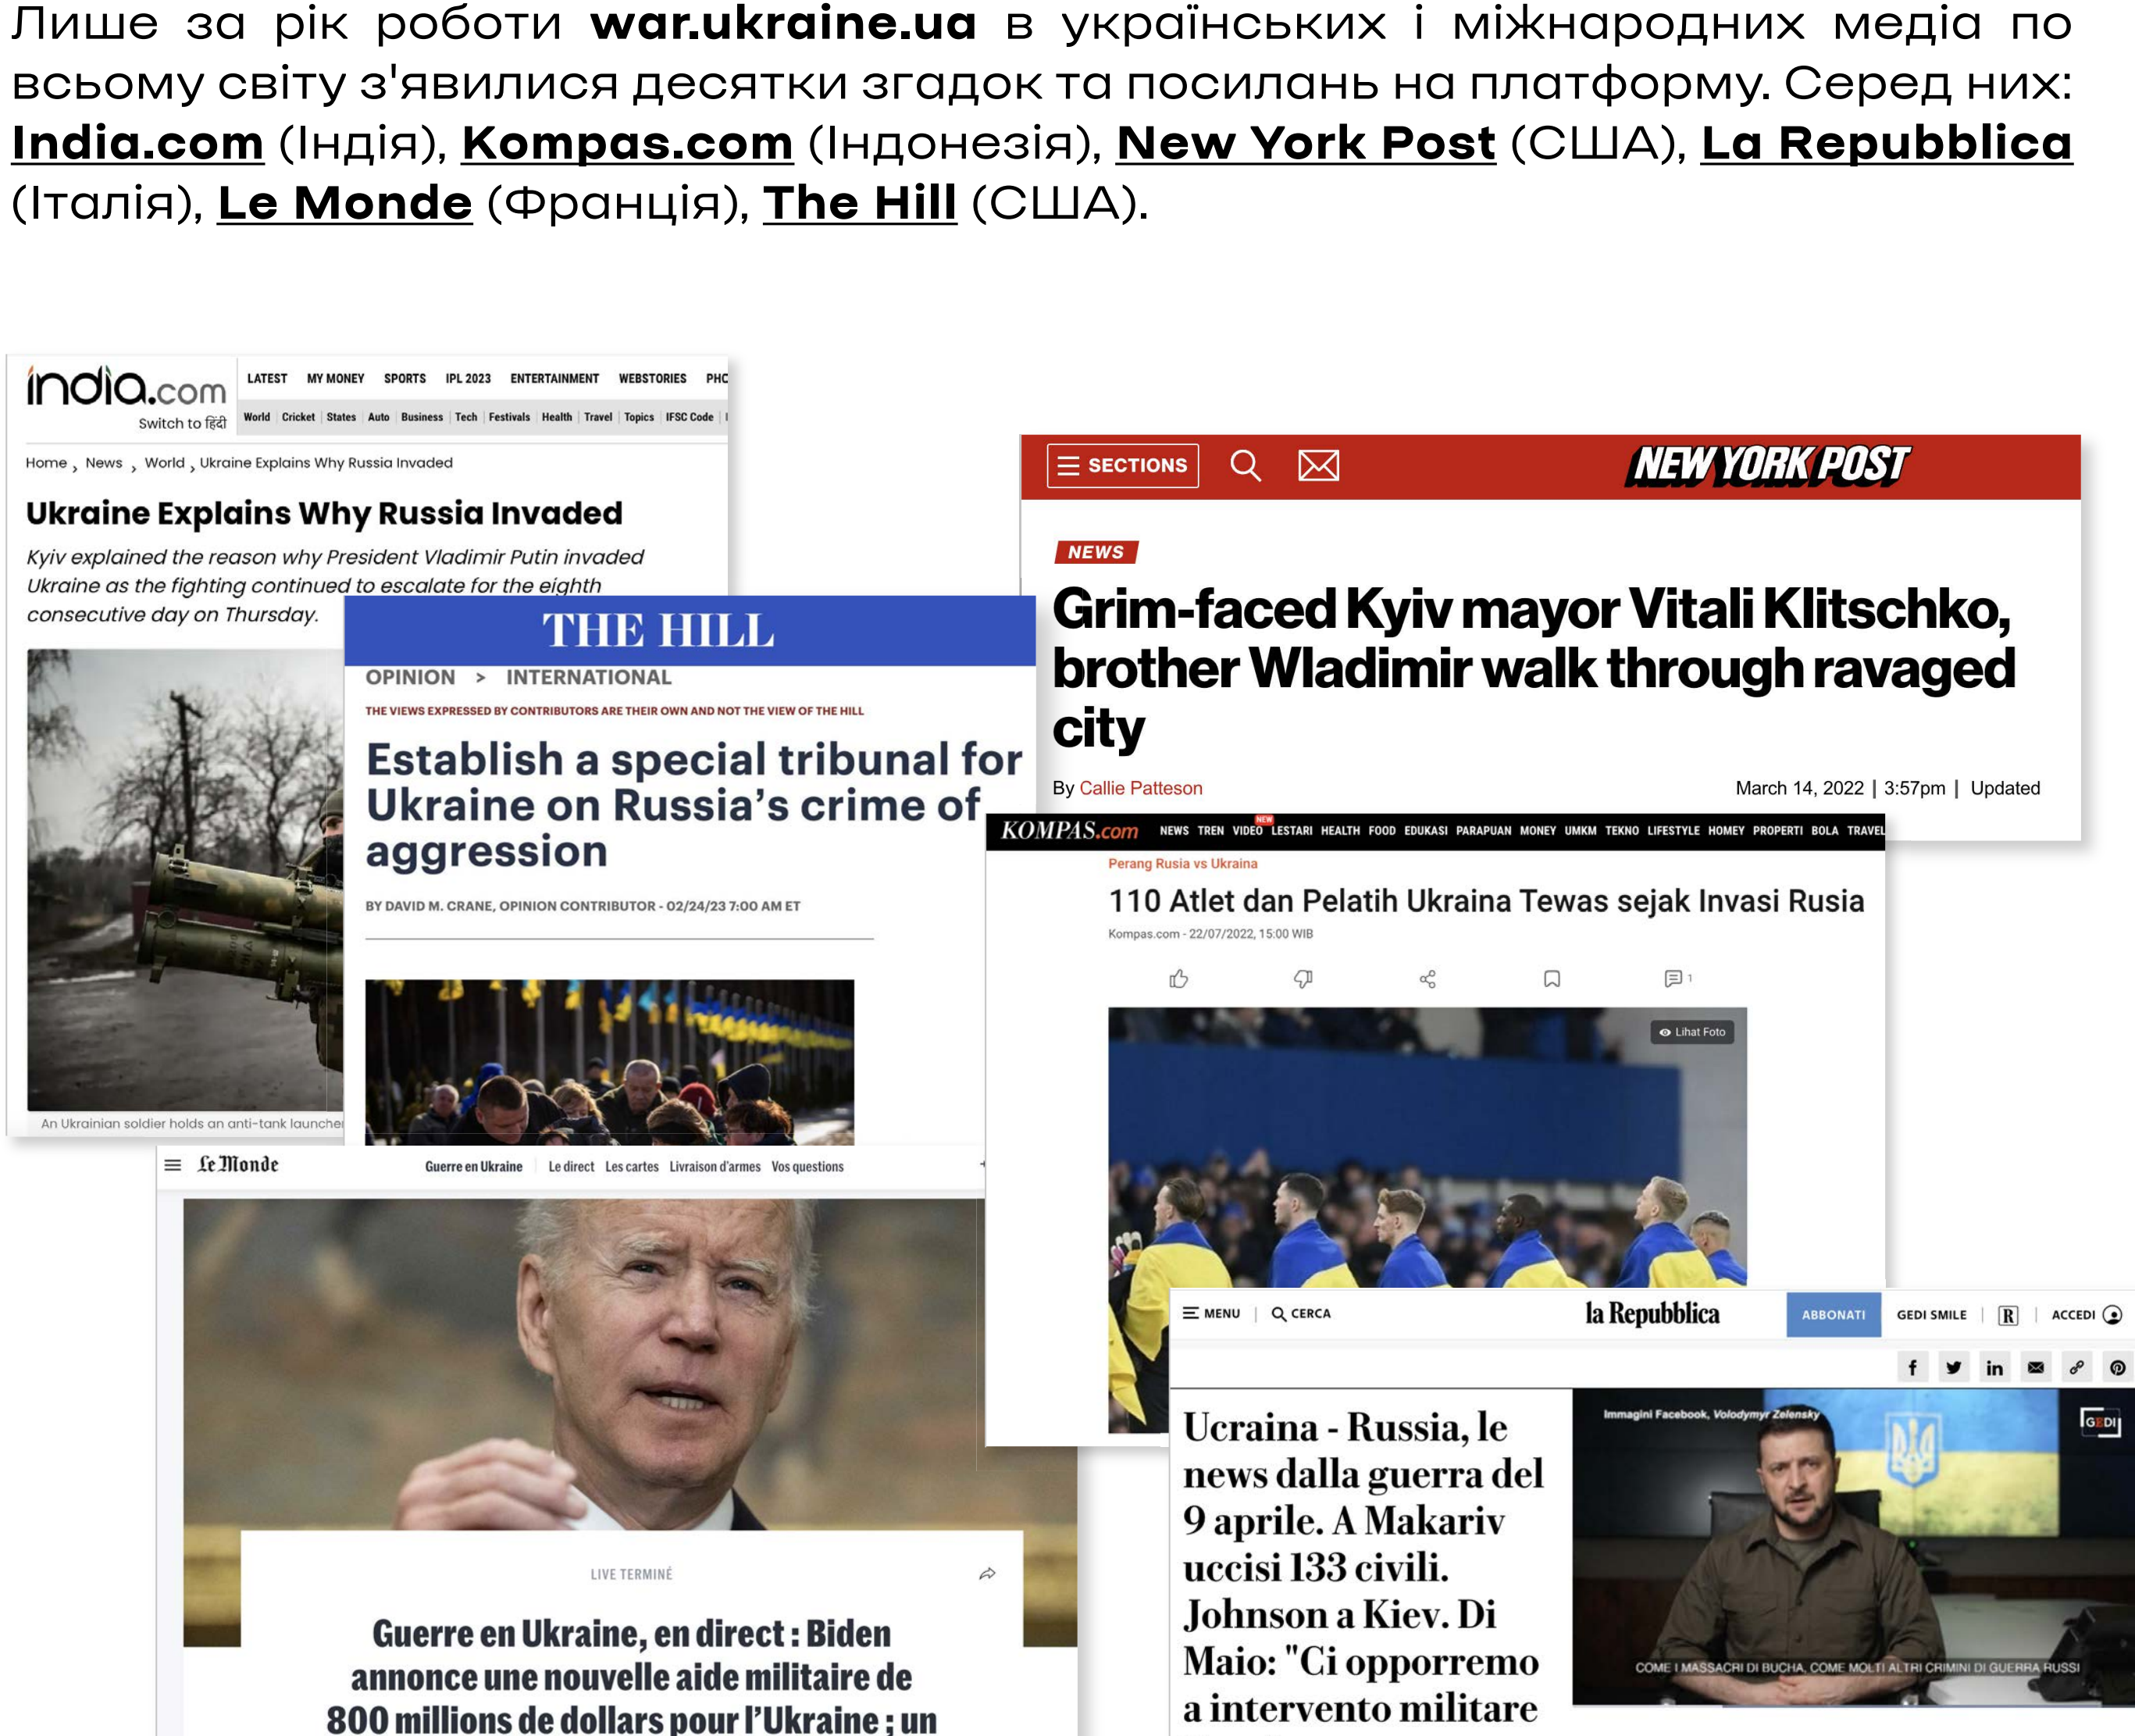 Лише за рік роботи war.ukraine.ua в українських і міжнародних медіа по
всьому світу з'явилися десятки згадок та посилань на платформу. Серед них:
India.com (Індія), Kompas.com (Індонезія), New York Post (США), La Repubblica
(Італія), Le Monde (Франція), The Hill (США).
india.com
Switch to हिंदी
LATEST MY MONEY SPORTS IPL 2023 ENTERTAINMENT WEBSTORIES
World Cricket States Auto Business Tech Festivals Health Travel Topics IFSC Code
Home > News > World > Ukraine Explains Why Russia Invaded
Ukraine Explains Why Russia Invaded
Kyiv explained the reason why President Vladimir Putin invaded
Ukraine as the fighting continued to escalate for the eighth
consecutive day on Thursday.
An Ukrainian soldier holds an anti-tank
THE HILL
OPINION > INTERNATIONAL
THE VIEWS EXPRESSED BY CONTRIBUTORS ARE THEIR OWN AND NOT THE VIEW OF THE HILL
Establish a special tribunal for
Ukraine on Russia's crime of
aggression
BY DAVID M. CRANE, OPINION CONTRIBUTOR - 02/24/23 7:00 AM ET
SECTIONS
NEW YORK POST
NEWS
Grim-faced Kyiv mayor Vitali Klitschko,
brother Wladimir walk through ravaged
city
By Callie Patteson March 14, 2022 | 3:57pm | Updated
KOMPAS.com NEWS TREN VIDEO NEW LESTARI HEALTH FOOD EDUKASI PARAPUAN MONEY UMKM TEKNO LIFESTYLE HOMEY PROPERTI BOLA TRAVEL
Perang Rusia vs Ukraina
110 Atlet dan Pelatih Ukraina Tewas sejak Invasi Rusia
Kompas.com - 22/07/2022, 15:00 WIB
1
Lihat Foto
Le Monde
Guerre en Ukraine Le direct Les cartes Livraison d'armes Vos questions
LIVE TERMINÉ
Guerre en Ukraine, en direct : Biden
annonce une nouvelle aide militaire de
800 millions de dollars pour l'Ukraine ; un
MENU | CERCA
la Repubblica
ABBONATI GEDI SMILE | R | ACCEDI
Ucraina - Russia, le
news dalla guerra del
9 aprile. A Makariv
uccisi 133 civili.
Johnson a Kiev. Di
Maio: "Ci opporremo
a intervento militare
Immagini Facebook, Volodymyr Zelensky
GEDI
COME I MASSACRI DI BUCHA, COME MOLTI ALTRI CRIMINI DI GUERRA RUSSI